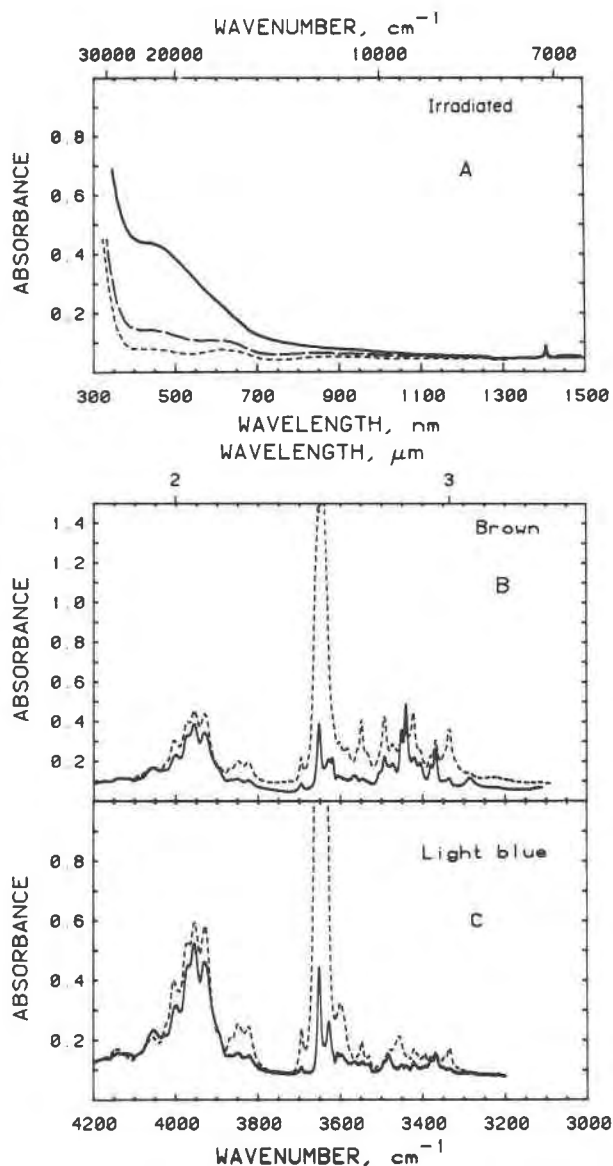 WAVENUMBER, cm-1
30000 20000 10000 7000
Irradiated
A
ABSORBANCE
0.8
0.6
0.4
0.2
300 500 700 900 1100 1300 1500
WAVELENGTH, nm
WAVELENGTH, μm
2 3
Brown
B
ABSORBANCE
1.4
1.2
1.0
0.8
0.6
0.4
0.2
Light blue
C
ABSORBANCE
0.8
0.6
0.4
0.2
4200 4000 3800 3600 3400 3200 3000
WAVENUMBER, cm-1